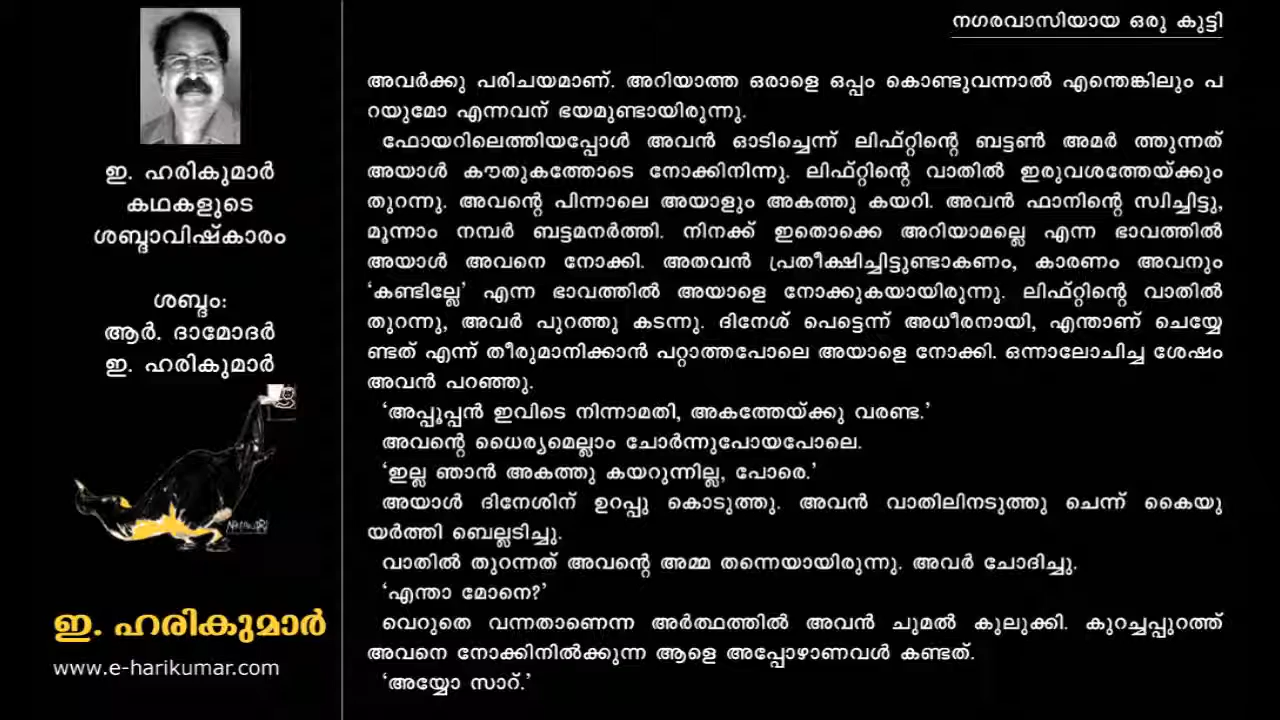 നഗരവാസിയായ ഒരു കുട്ടി
ഇ. ഹരികുമാർ
കഥകളുടെ
ശബ്ദാവിഷ്കാരം
ശബ്ദം:
ആർ. ദാമോദർ
ഇ. ഹരികുമാർ
ഇ. ഹരികുമാർ
www.e-harikumar.com
അവർക്കു പരിചയമാണ്. അറിയാത്ത ഒരാളെ ഒപ്പം കൊണ്ടുവന്നാൽ എന്തെങ്കിലും പ
റയുമോ എന്നവന് ഭയമുണ്ടായിരുന്നു.
ഫോയറിലെത്തിയപ്പോൾ അവൻ ഓടിച്ചെന്ന് ലിഫ്റ്റിന്റെ ബട്ടൺ അമർ ത്തുന്നത്
അയാൾ കൗതുകത്തോടെ നോക്കിനിന്നു. ലിഫ്റ്റിന്റെ വാതിൽ ഇരുവശത്തേയ്ക്കും
തുറന്നു. അവന്റെ പിന്നാലെ അയാളും അകത്തു കയറി. അവൻ ഫാനിന്റെ സ്വിച്ചിട്ടു,
മൂന്നാം നമ്പർ ബട്ടമനർത്തി. നിനക്ക് ഇതൊക്കെ അറിയാമല്ലെ എന്ന ഭാവത്തിൽ
അയാൾ അവനെ നോക്കി. അതവൻ പ്രതീക്ഷിച്ചിട്ടുണ്ടാകണം, കാരണം അവനും
‘കണ്ടില്ലേ’ എന്ന ഭാവത്തിൽ അയാളെ നോക്കുകയായിരുന്നു. ലിഫ്റ്റിന്റെ വാതിൽ
തുറന്നു, അവർ പുറത്തു കടന്നു. ദിനേശ് പെട്ടെന്ന് അധീരനായി, എന്താണ് ചെയ്യേ
ണ്ടത് എന്ന് തീരുമാനിക്കാൻ പറ്റാത്തപോലെ അയാളെ നോക്കി. ഒന്നാലോചിച്ച ശേഷം
അവൻ പറഞ്ഞു.
‘അപ്പൂപ്പൻ ഇവിടെ നിന്നാമതി, അകത്തേയ്ക്കു വരണ്ട.’
അവന്റെ ധൈര്യമെല്ലാം ചോർന്നുപോയപോലെ.
‘ഇല്ല ഞാൻ അകത്തു കയറുന്നില്ല, പോരെ.’
അയാൾ ദിനേശിന് ഉറപ്പു കൊടുത്തു. അവൻ വാതിലിനടുത്തു ചെന്ന് കൈയു
യർത്തി ബെല്ലടിച്ചു.
വാതിൽ തുറന്നത് അവന്റെ അമ്മ തന്നെയായിരുന്നു. അവർ ചോദിച്ചു.
‘എന്താ മോനെ?’
വെറുതെ വന്നതാണെന്ന അർത്ഥത്തിൽ അവൻ ചുമൽ കുലുക്കി. കുറച്ചപ്പുറത്ത്
അവനെ നോക്കിനിൽക്കുന്ന ആളെ അപ്പോഴാണവൾ കണ്ടത്.
‘അയ്യോ സാറ്.’